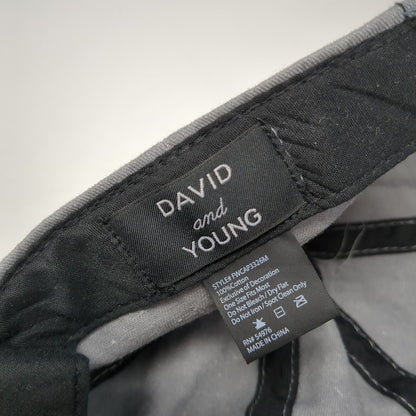 DAVID
and
YOUNG
STYLE# FWCAP3326M
100%Cotton
Exclusive of Decoration
One Size Fits Most
Do Not Bleach / Dry Flat
Do Not Iron / Spot Clean Only
RN# 54976
MADE IN CHINA